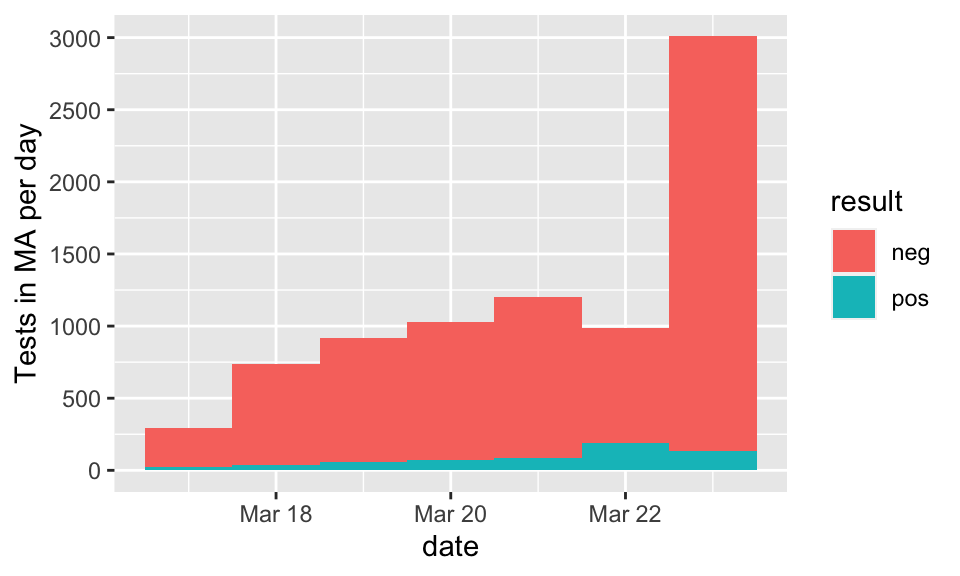 3000
2500
2000
1500
1000
500
0
Tests in MA per day
Mar 18
Mar 20
Mar 22
date
result
neg
pos